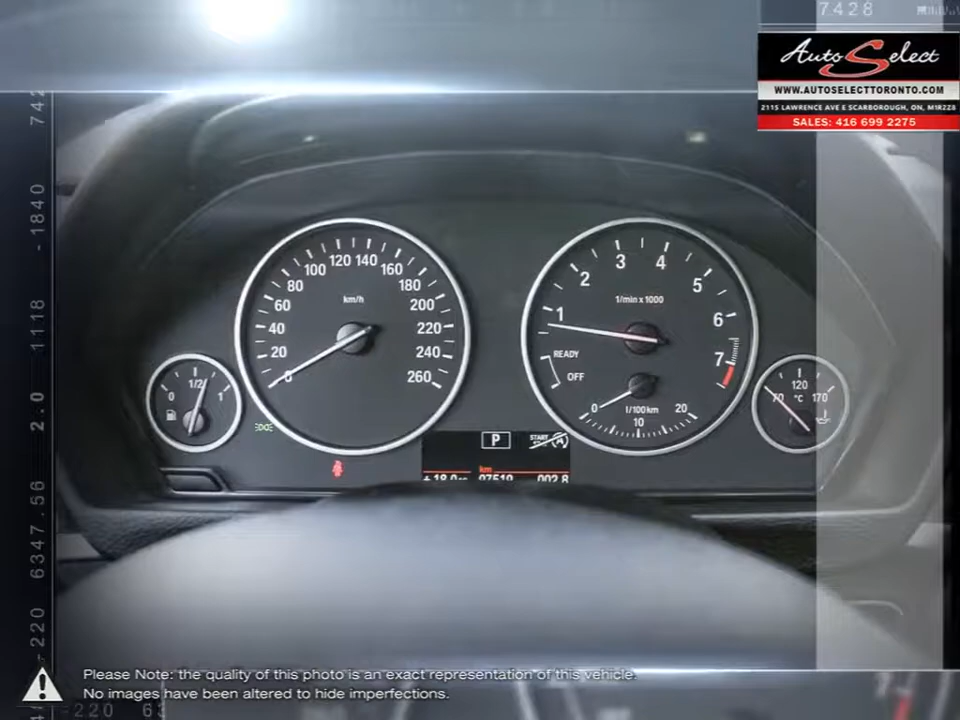 7428
AutoSelect
WWW.AUTOSELECTTORONTO.COM
2115 LAWRENCE AVE E SCARBOROUGH, ON, M1R2Z8
SALES: 416 699 2275
742
-1840
1118
2.0
6347.56
-220
0 1/2 1
km/h
0 20 40 60 80 100 120 140 160 180 200 220 240 260
1/min x 1000
1 2 3 4 5 6 7
READY
OFF
0 10 20
l/100km
70 120 170
°C
P
START
km
+18.0
002.8
Please Note: the quality of this photo is an exact representation of this vehicle.
No images have been altered to hide imperfections.
-220